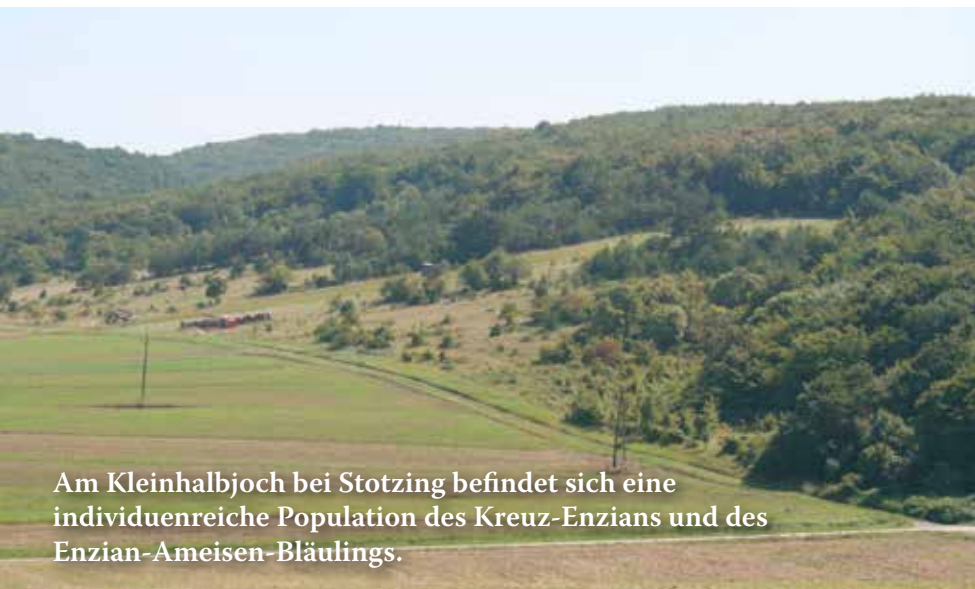 Am Kleinhalbjoch bei Stotzing befindet sich eine
individuenreiche Population des Kreuz-Enzians und des
Enzian-Ameisen-Bläulings.